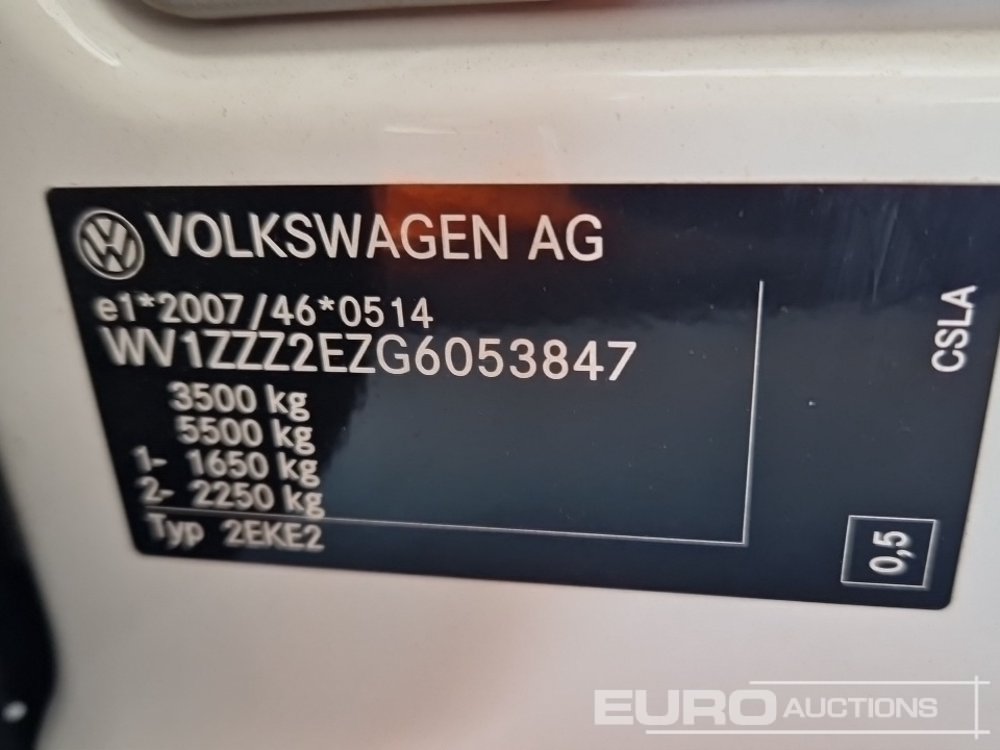 VOLKSWAGEN AG
e1*2007/46*0514
WV1ZZZ2EZG6053847
3500 kg
5500 kg
1- 1650 kg
2- 2250 kg
Typ 2EKE2
CSLA
0,5
EURO AUCTIONS